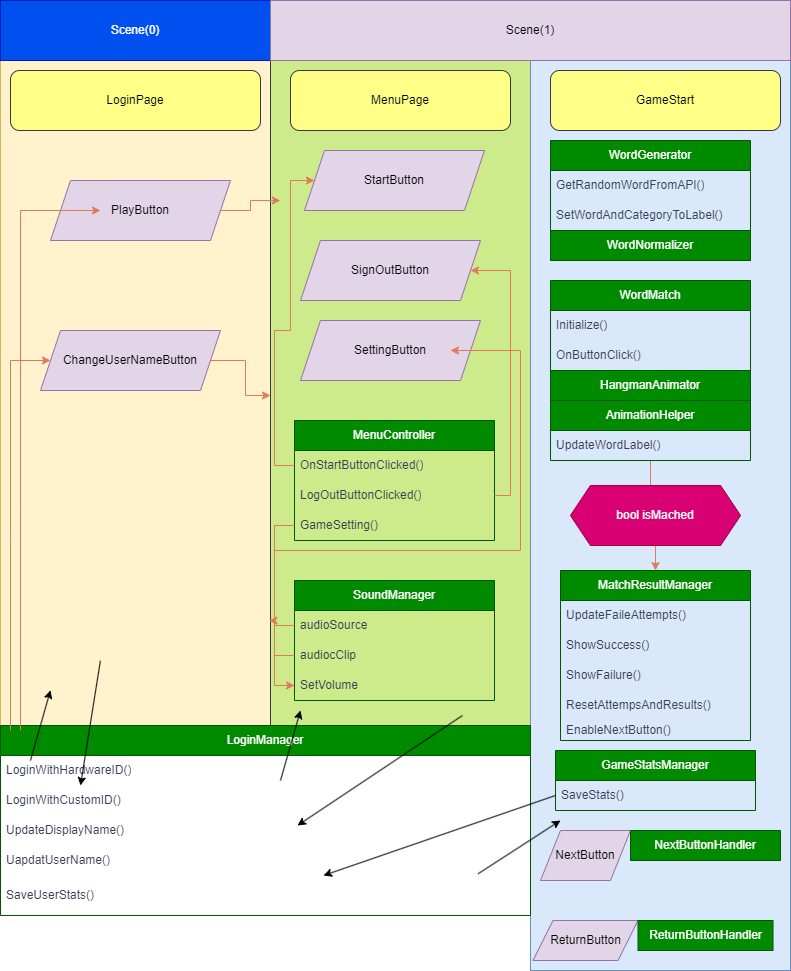 Scene(0)
Scene(1)
LoginPage
MenuPage
GameStart
PlayButton
ChangeUserNameButton
StartButton
SignOutButton
SettingButton
MenuController
OnStartButtonClicked()
LogOutButtonClicked()
GameSetting()
SoundManager
audioSource
audiocClip
SetVolume
WordGenerator
GetRandomWordFromAPI()
SetWordAndCategoryToLabel()
WordNormalizer
WordMatch
Initialize()
OnButtonClick()
HangmanAnimator
AnimationHelper
UpdateWordLabel()
bool isMached
MatchResultManager
UpdateFaileAttempts()
ShowSuccess()
ShowFailure()
ResetAttempsAndResults()
EnableNextButton()
LoginManager
LoginWithHardwareID()
LoginWithCustomID()
UpdateDisplayName()
UapdatUserName()
SaveUserStats()
GameStatsManager
SaveStats()
NextButton
NextButtonHandler
ReturnButton
ReturnButtonHandler